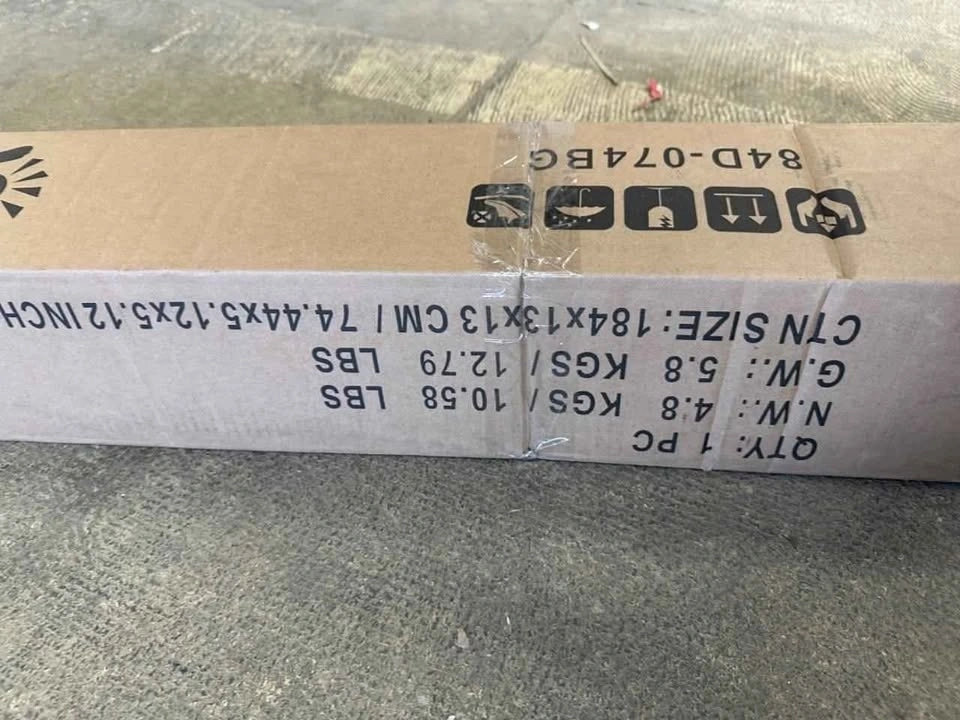 QTY: 1 PC
N.W.: 4.8 KGS / 10.58 LBS
G.W.: 5.8 KGS / 12.79 LBS
CTN SIZE: 184x13x13 CM / 74.44x5.12x5.12 INCH
84D-074BG